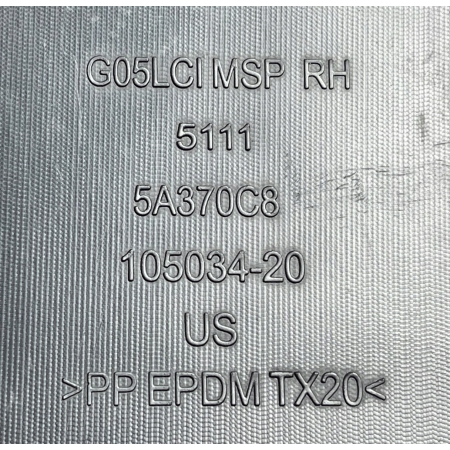 G05LCI MSP RH
5111
5A370C8
105034-20
US
>PP EPDM TX20<